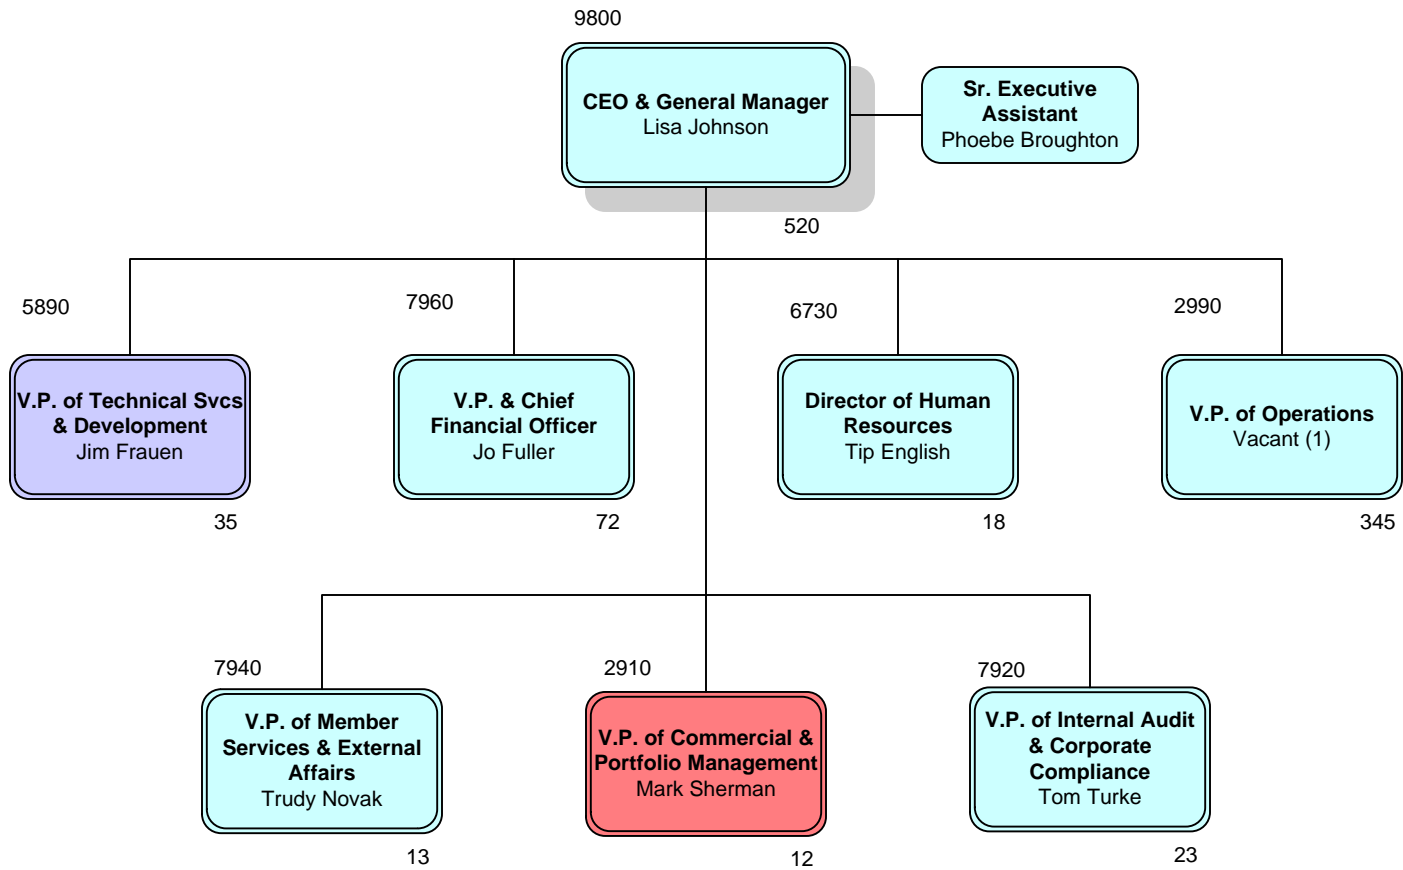 9800
CEO & General Manager
Lisa Johnson
Sr. Executive
Assistant
Phoebe Broughton
520
5890
V.P. of Technical Svcs
& Development
Jim Frauen
35
7960
V.P. & Chief
Financial Officer
Jo Fuller
72
6730
Director of Human
Resources
Tip English
18
2990
V.P. of Operations
Vacant (1)
345
7940
V.P. of Member
Services & External
Affairs
Trudy Novak
13
2910
V.P. of Commercial &
Portfolio Management
Mark Sherman
12
7920
V.P. of Internal Audit
& Corporate
Compliance
Tom Turke
23